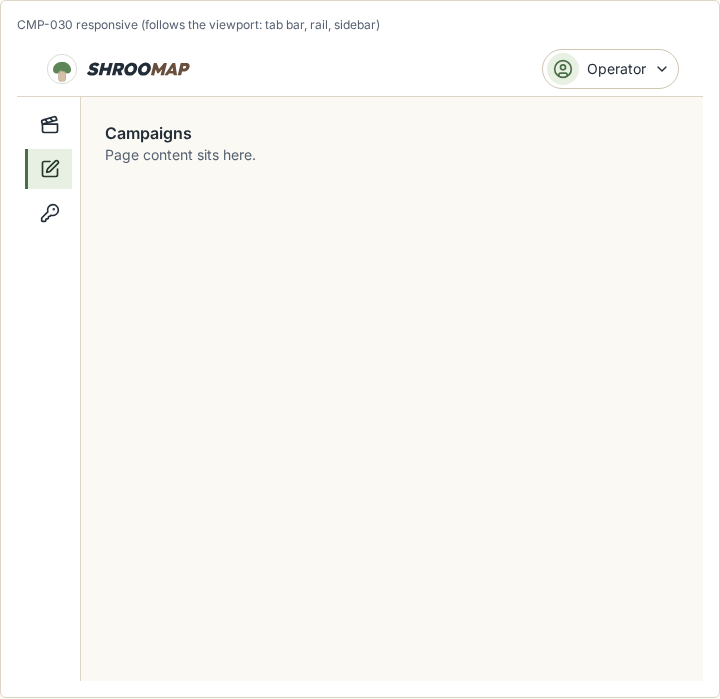 CMP-030 responsive (follows the viewport: tab bar, rail, sidebar)
SHROOMAP
Operator
Campaigns
Page content sits here.